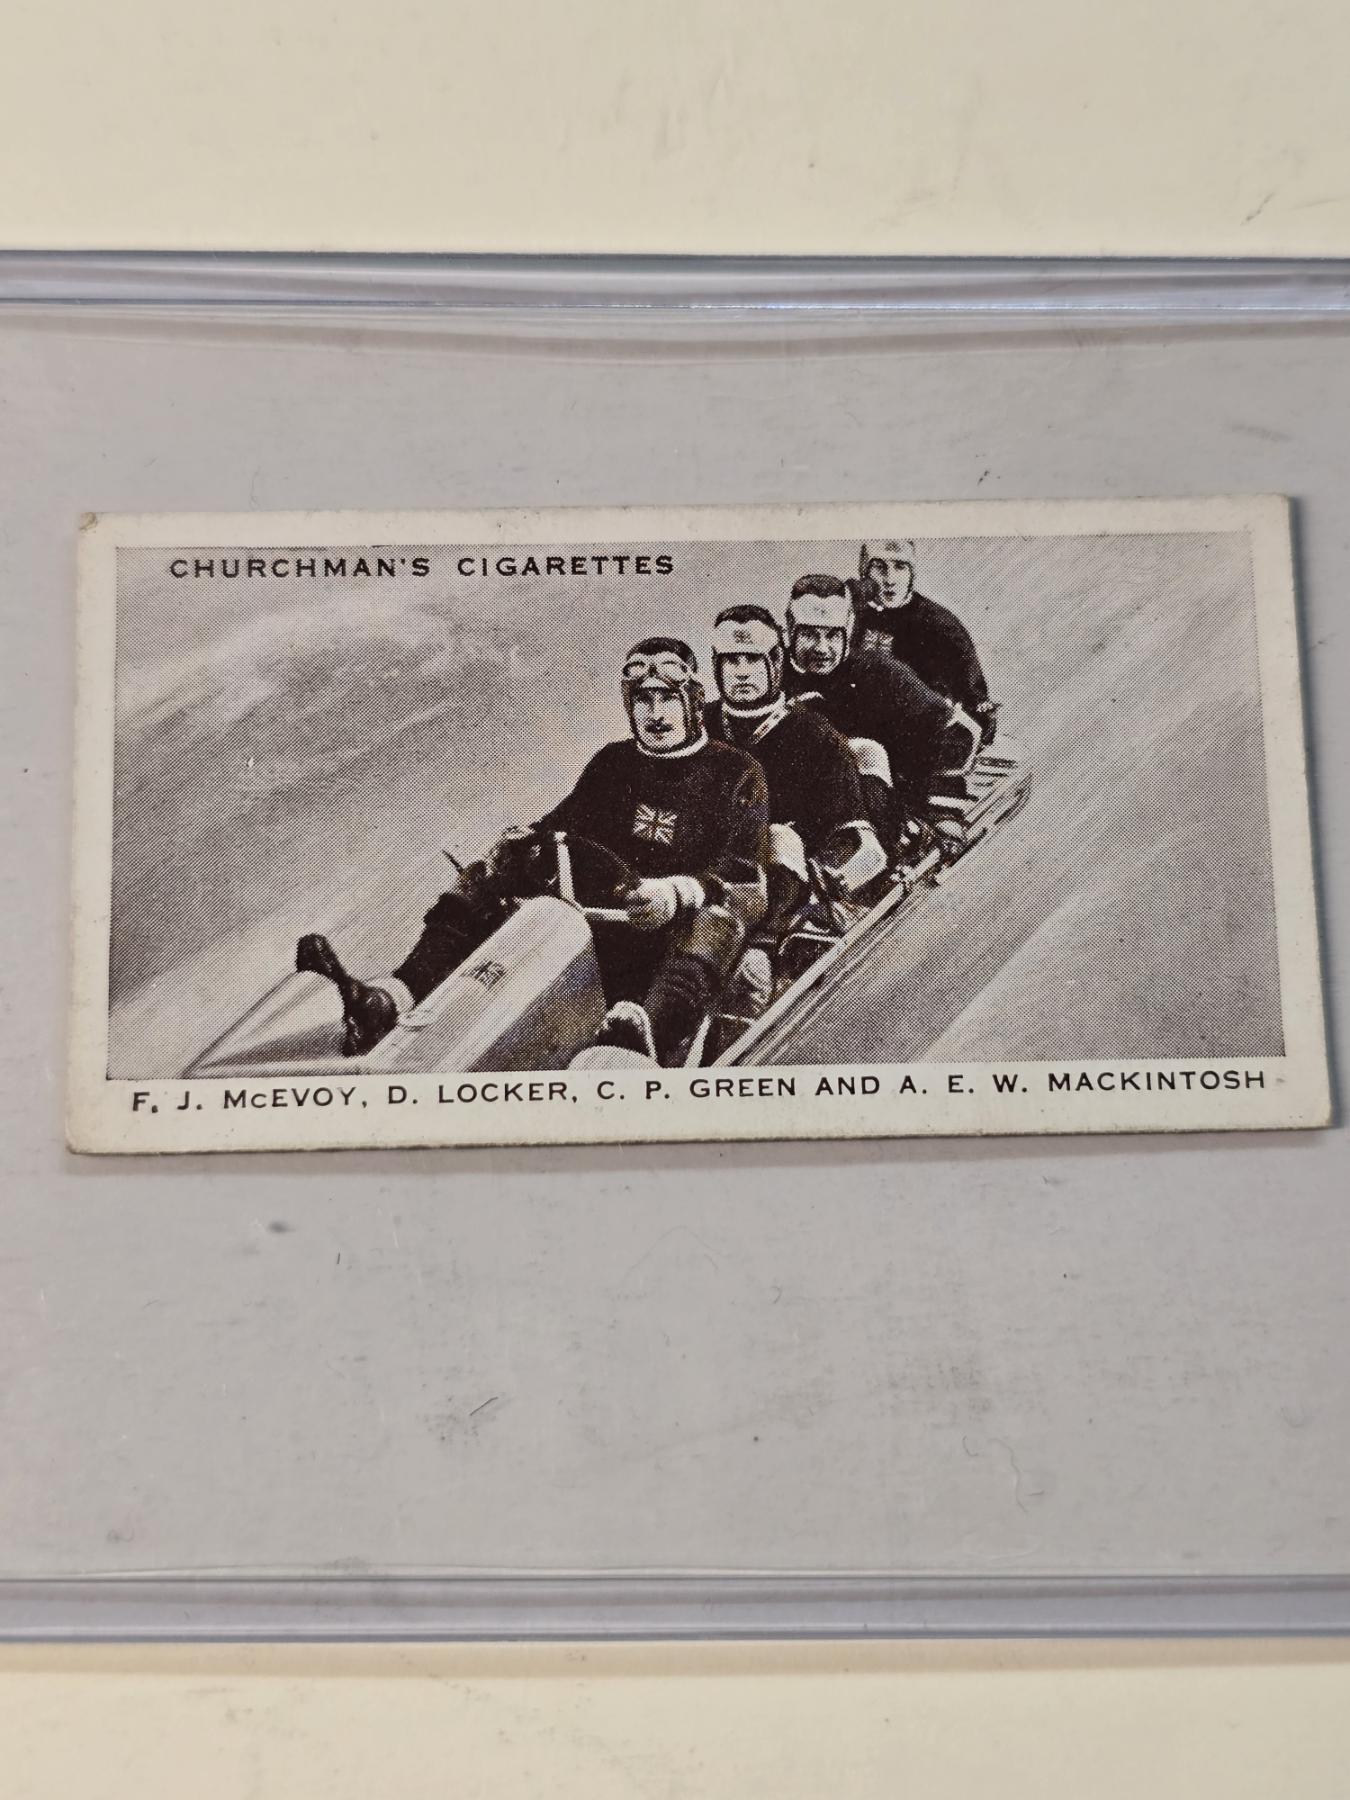 CHURCHMAN'S CIGARETTES
F. J. McEVOY, D. LOCKER, C. P. GREEN AND A. E. W. MACKINTOSH